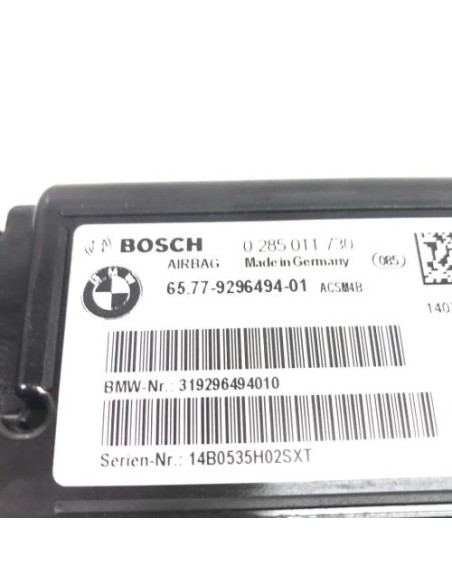 BOSCH 0 285 011 730
AIRBAG Made in Germany 085
BMW 65.77-9296494-01 ACSM4B
BMW-Nr.: 319296494010
Serien-Nr.: 14B0535H02SXT